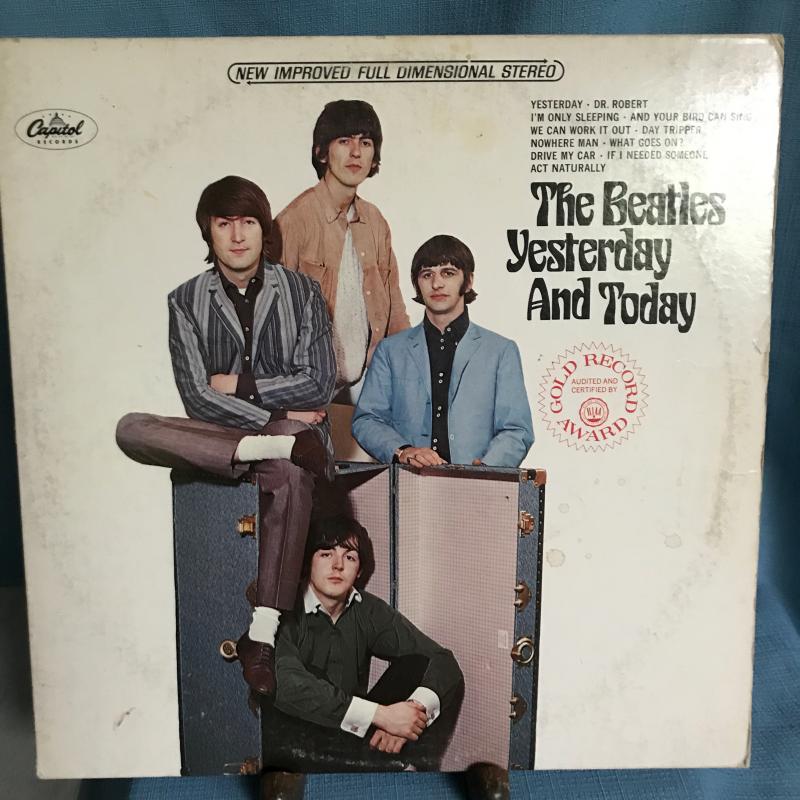 NEW IMPROVED FULL DIMENSIONAL STEREO
Capitol
RECORDS
YESTERDAY · DR. ROBERT
I'M ONLY SLEEPING · AND YOUR BIRD CAN SING
WE CAN WORK IT OUT · DAY TRIPPER
NOWHERE MAN · WHAT GOES ON?
DRIVE MY CAR · IF I NEEDED SOMEONE
ACT NATURALLY
The Beatles
Yesterday
And Today
GOLD RECORD
AUDITED AND
CERTIFIED BY
RIAA
AWARD